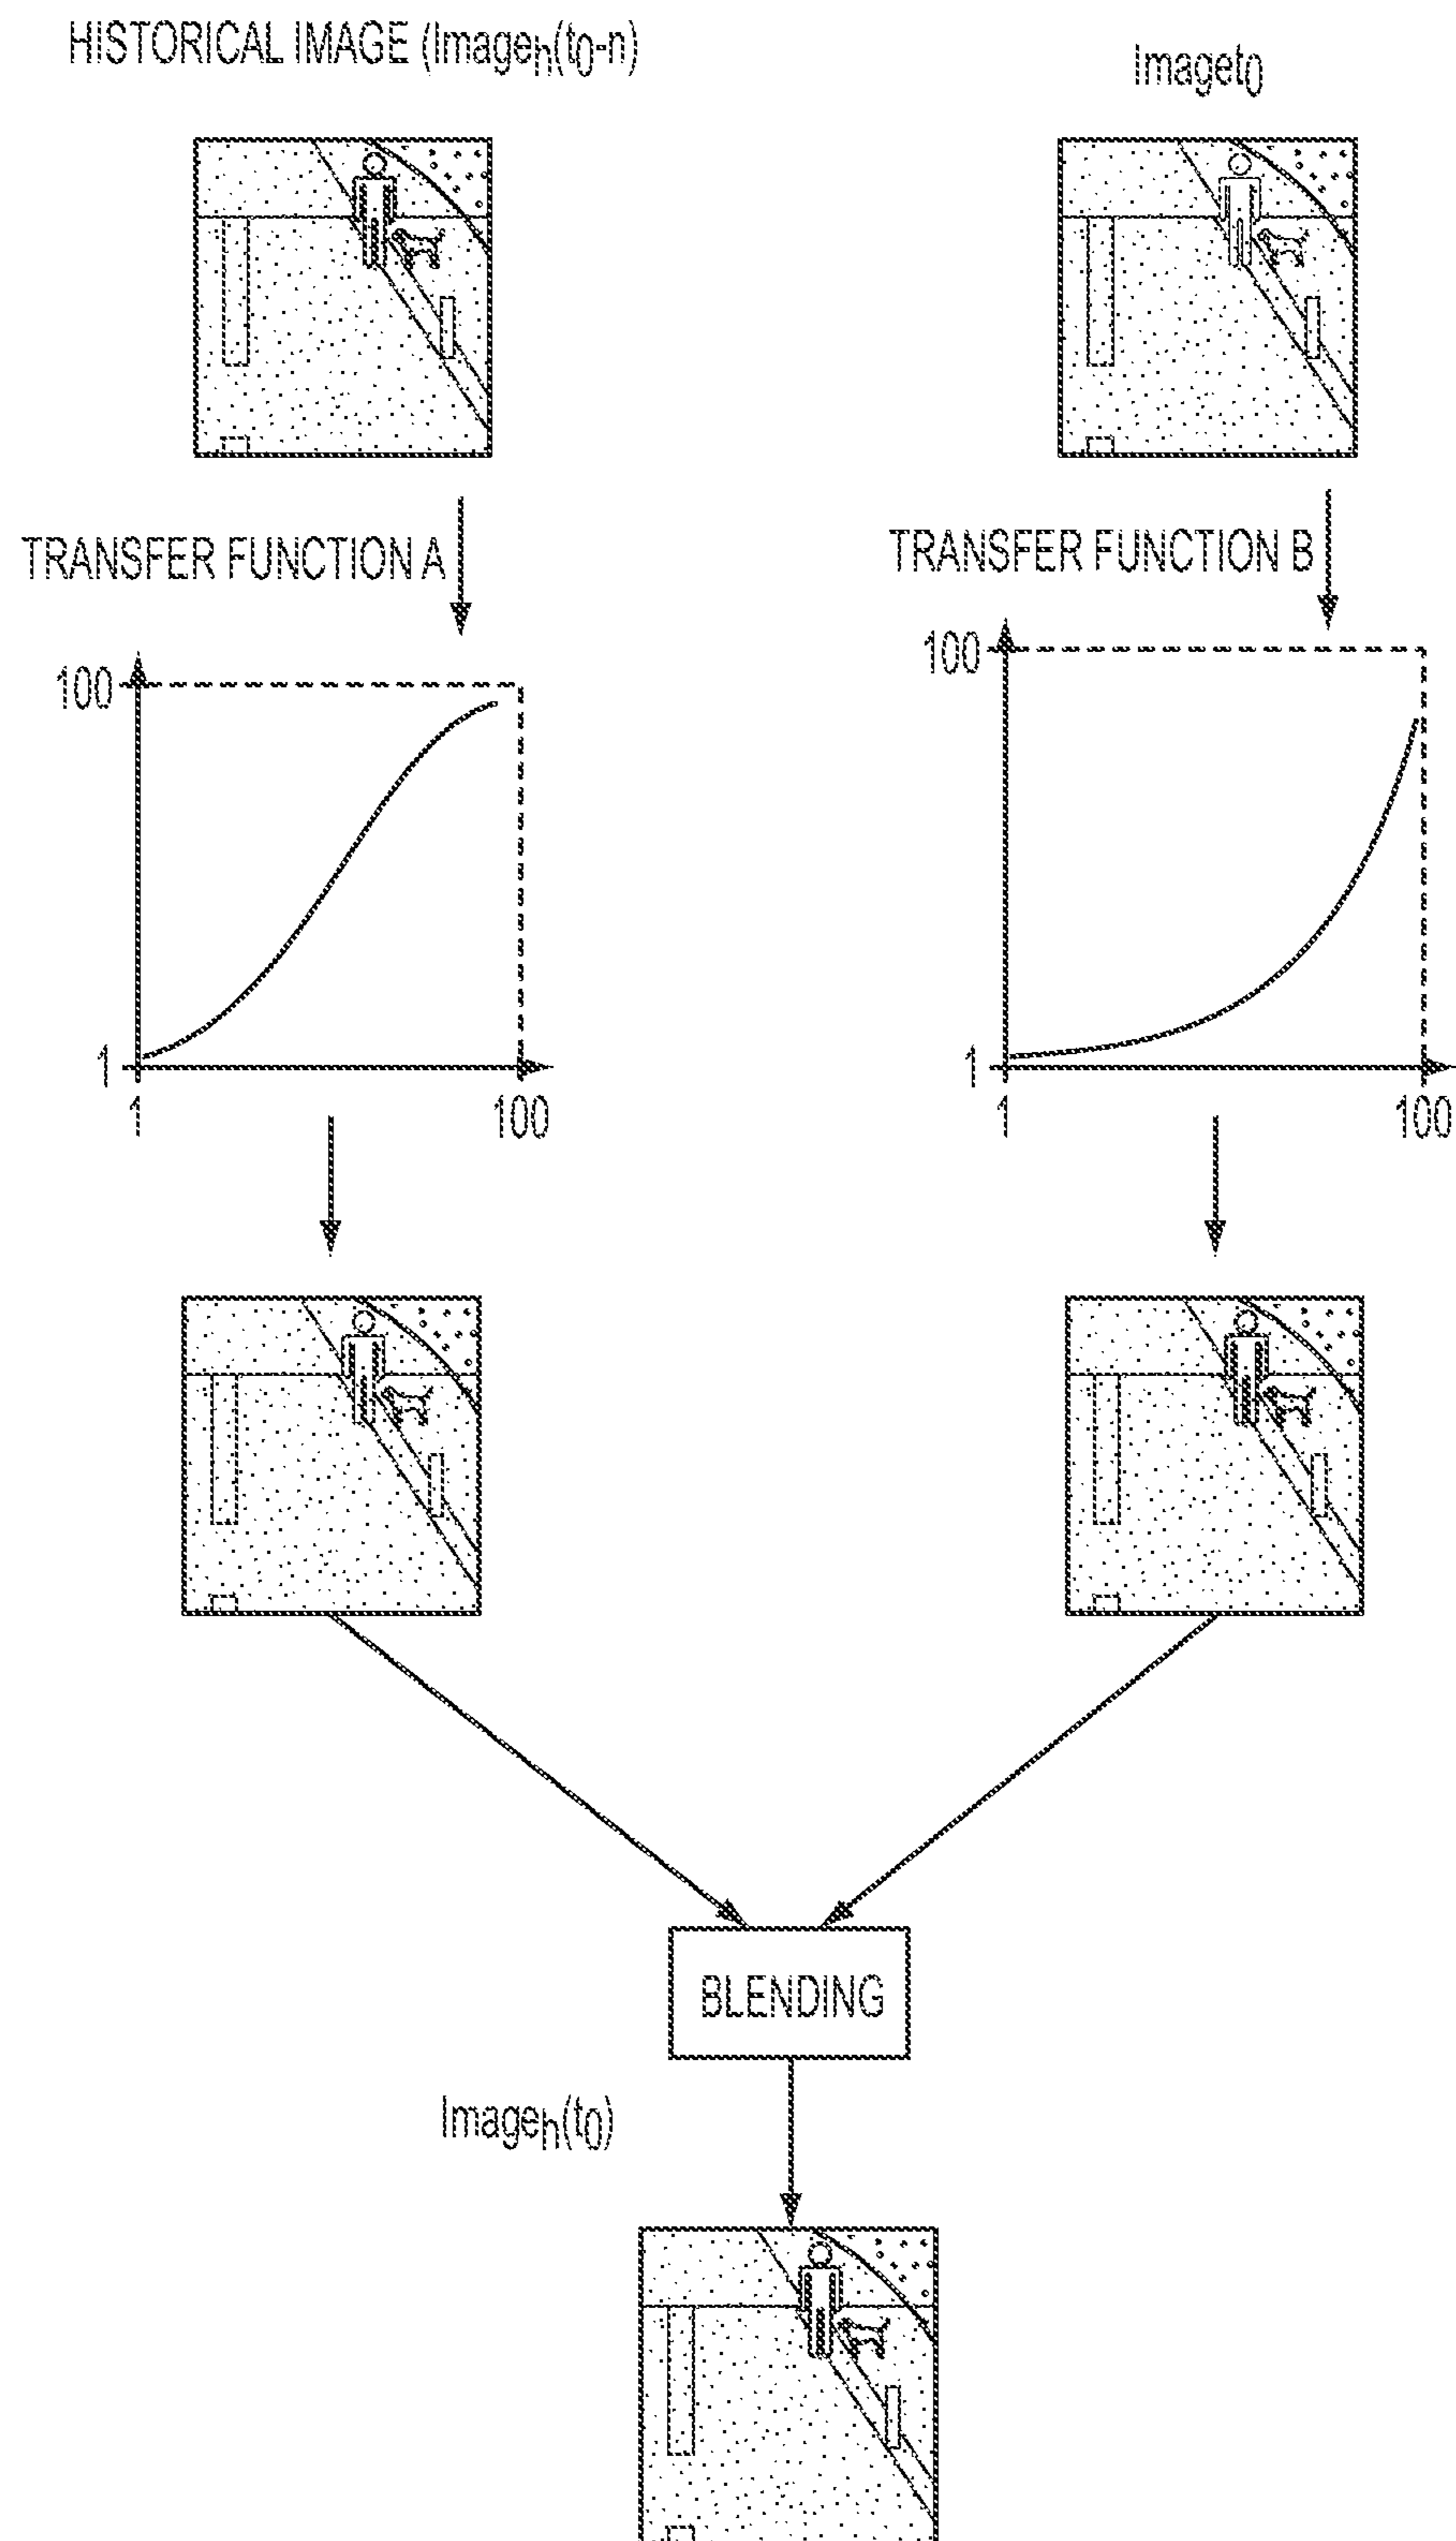 HISTORICAL IMAGE (Imageh(t0-n)
Imaget0
TRANSFER FUNCTION A
TRANSFER FUNCTION B
100
1
1
100
100
1
1
100
BLENDING
Imageh(t0)